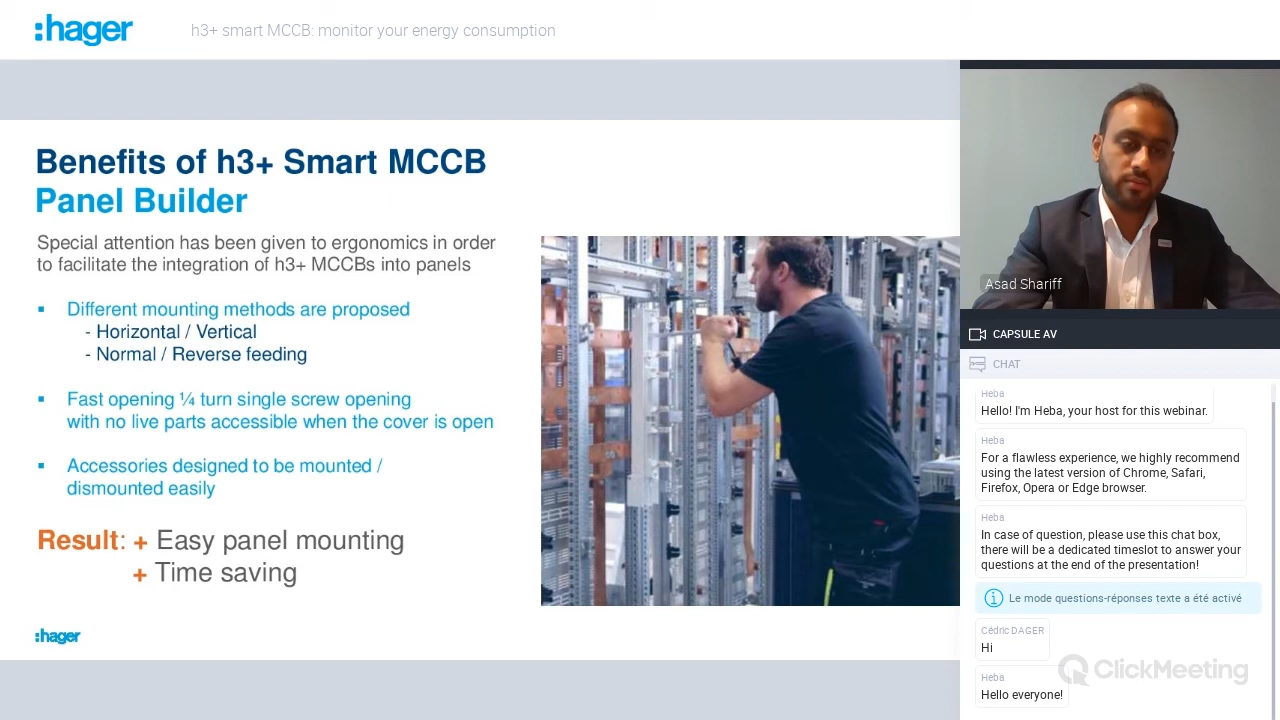 :hager
h3+ smart MCCB: monitor your energy consumption
Benefits of h3+ Smart MCCB
Panel Builder
Special attention has been given to ergonomics in order
to facilitate the integration of h3+ MCCBs into panels
▪ Different mounting methods are proposed
- Horizontal / Vertical
- Normal / Reverse feeding
▪ Fast opening ¼ turn single screw opening
with no live parts accessible when the cover is open
▪ Accessories designed to be mounted /
dismounted easily
Result: + Easy panel mounting
+ Time saving
:hager
Asad Shariff
CAPSULE AV
CHAT
Heba
Hello! I'm Heba, your host for this webinar.
Heba
For a flawless experience, we highly recommend
using the latest version of Chrome, Safari,
Firefox, Opera or Edge browser.
Heba
In case of question, please use this chat box,
there will be a dedicated timeslot to answer your
questions at the end of the presentation!
Le mode questions-réponses texte a été activé
Cédric DAGER
Hi
ClickMeeting
Heba
Hello everyone!